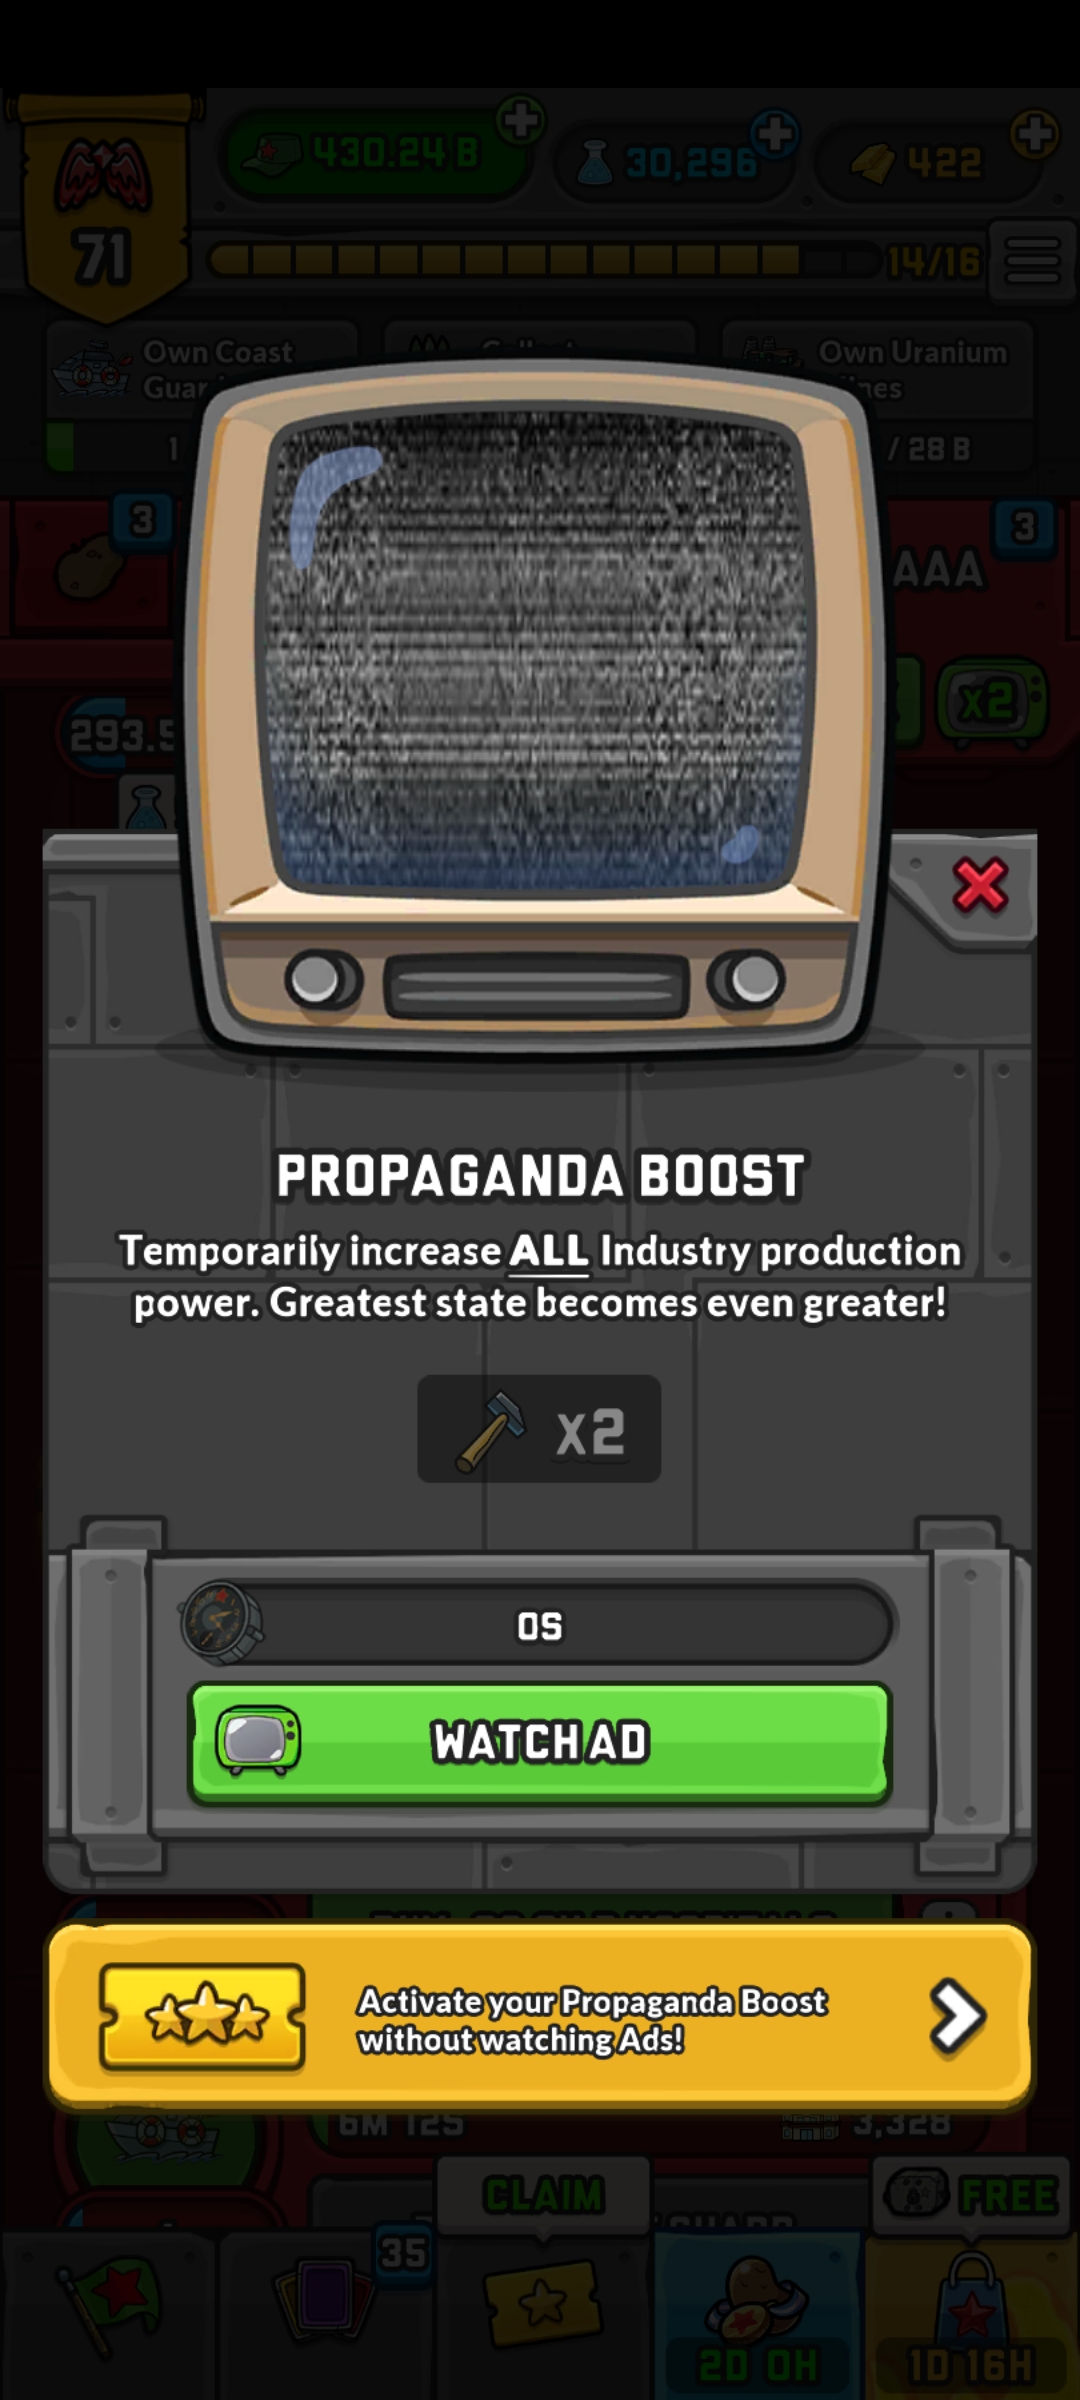 430.24 B
30,296
422
71
14/16
Own Coast
Own Uranium
1
/ 28 B
3
3
AAA
x2
293.5
PROPAGANDA BOOST
Temporarily increase ALL Industry production
power. Greatest state becomes even greater!
X2
0S
WATCH AD
Activate your Propaganda Boost
without watching Ads!
6M 12S
3,328
CLAIM
FREE
35
2D 0H
1D 16H